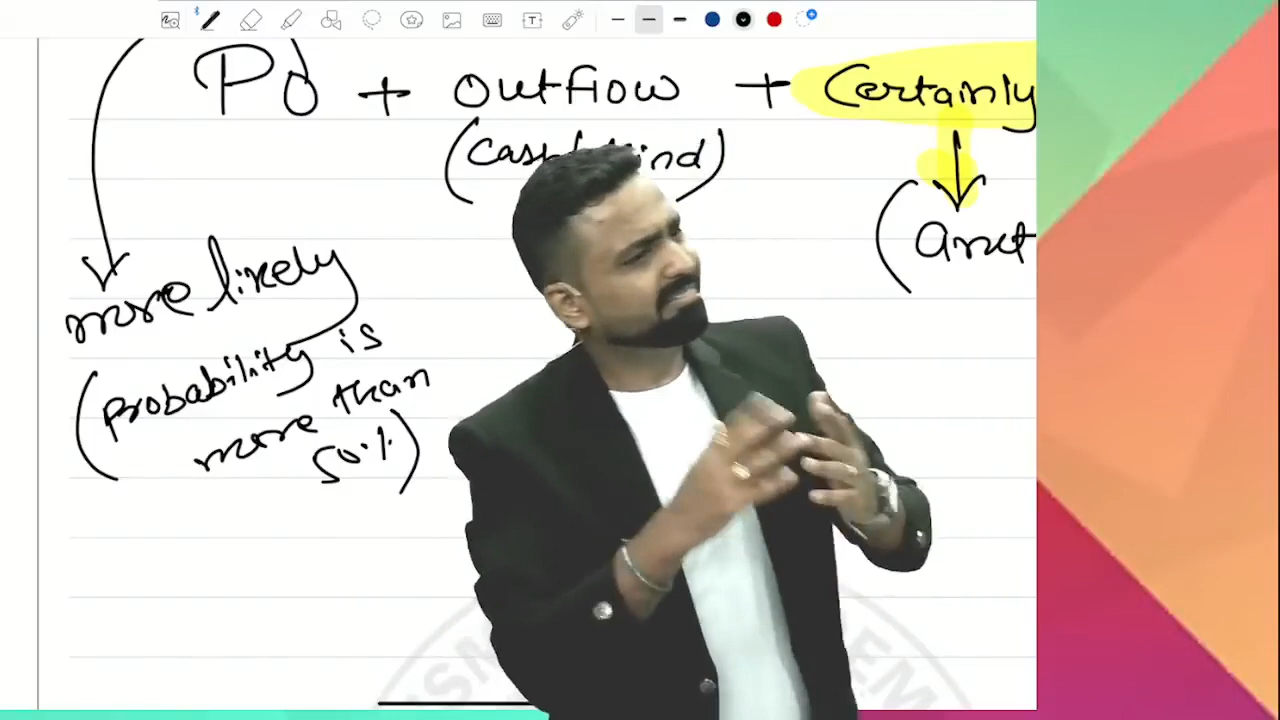 PO + Outflow + Certainly
(Cash kind)
(Amt
more likely
(probability is
more than
50%)